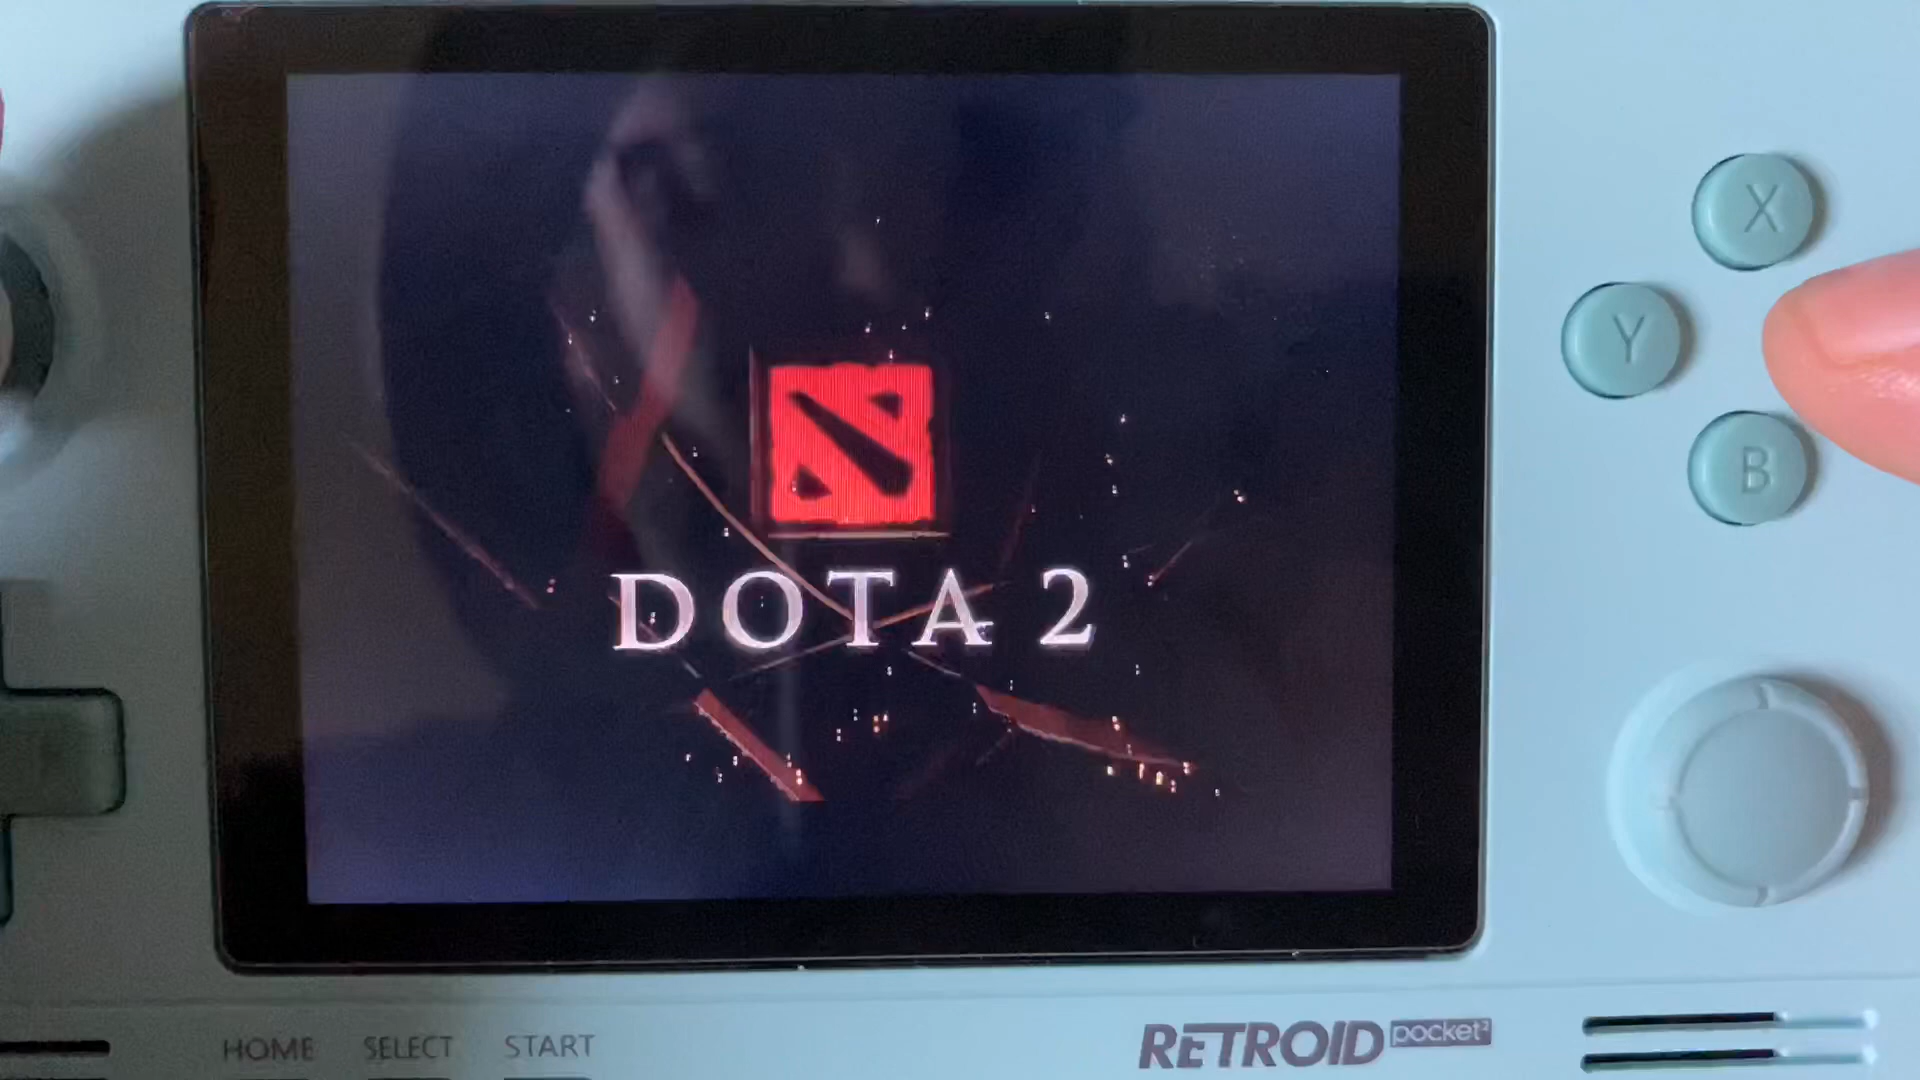 X
Y
B
DOTA 2
HOME SELECT START
RETROID pocket²